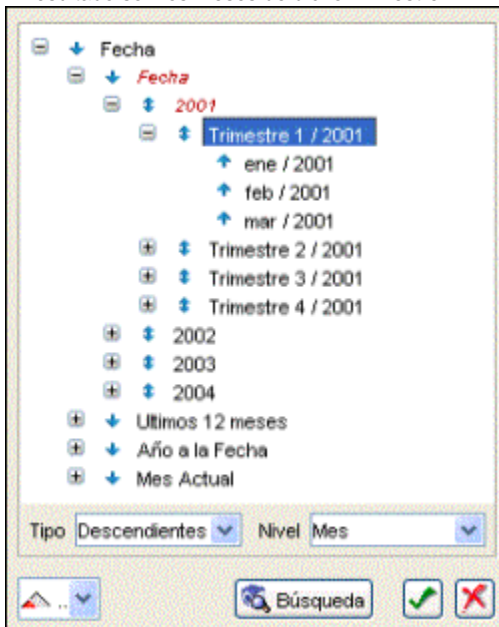 Fecha
Fecha
2001
Trimestre 1 / 2001
ene / 2001
feb / 2001
mar / 2001
Trimestre 2 / 2001
Trimestre 3 / 2001
Trimestre 4 / 2001
2002
2003
2004
Ultimos 12 meses
Año a la Fecha
Mes Actual
Tipo Descendientes Nivel Mes
.. Búsqueda